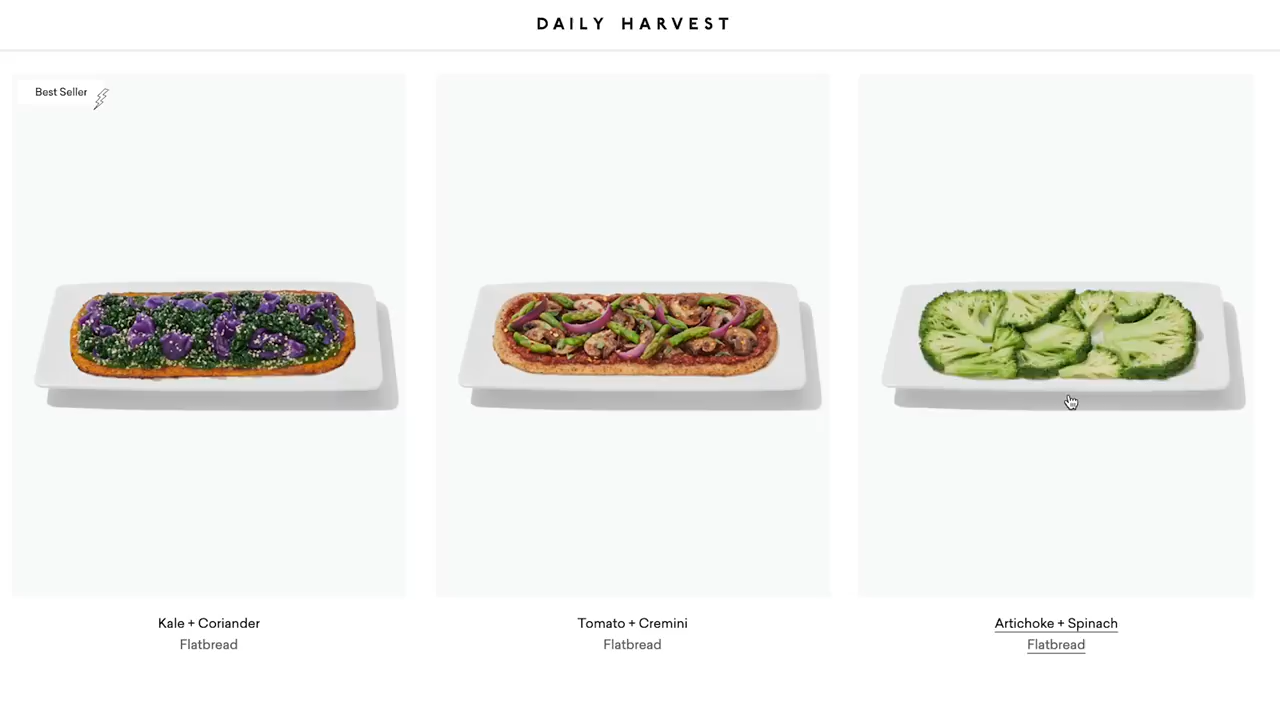 DAILY HARVEST
Best Seller
Kale + Coriander
Flatbread
Tomato + Cremini
Flatbread
Artichoke + Spinach
Flatbread